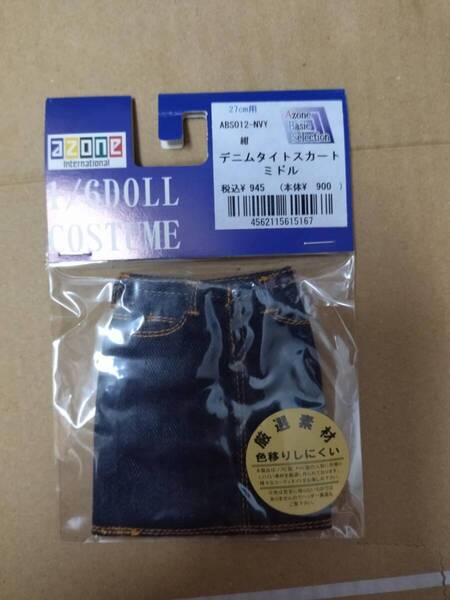 27cm用
ABS012-NVY
紺
Azone
Basic
Selection
デニムタイトスカート
ミドル
税込¥ 945 (本体¥ 900 )
4562115615167
azone
International
1/6DOLL
COSTUME
厳選素材
色移りしにくい